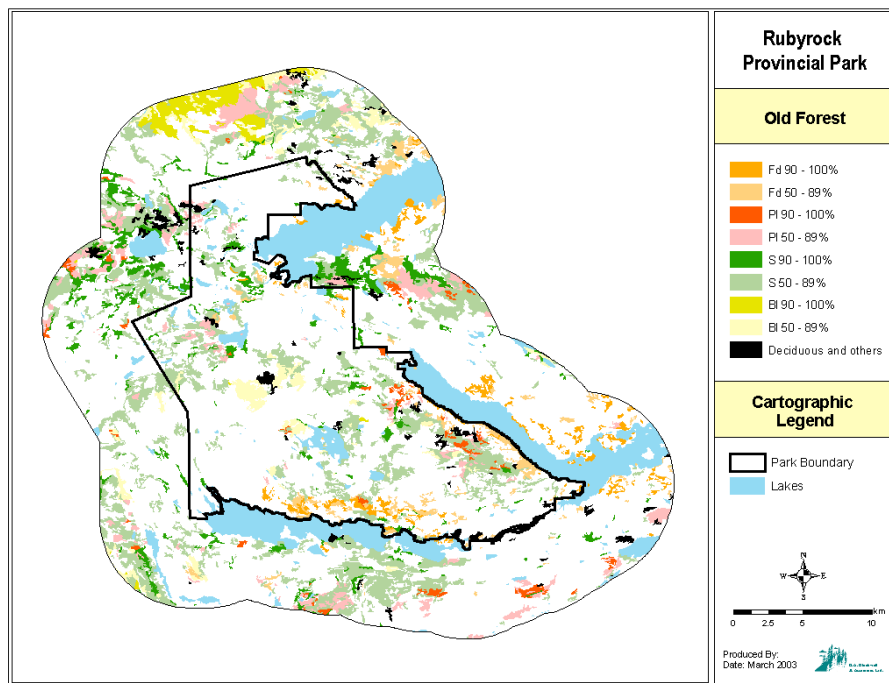 Rubyrock
Provincial Park
Old Forest
Fd 90 - 100%
Fd 50 - 89%
Pl 90 - 100%
Pl 50 - 89%
S 90 - 100%
S 50 - 89%
Bl 90 - 100%
Bl 50 - 89%
Deciduous and others
Cartographic
Legend
Park Boundary
Lakes
N
W E
S
km
0 2.5 5 10
Produced By:
Date: March 2003